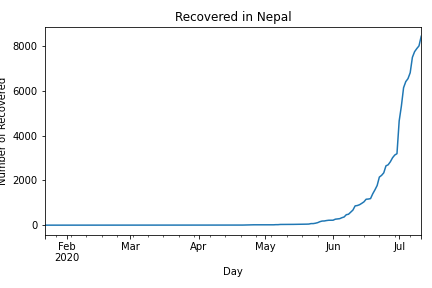 Recovered in Nepal
Number of Recovered
8000
6000
4000
2000
0
Feb
2020
Mar
Apr
May
Jun
Jul
Day